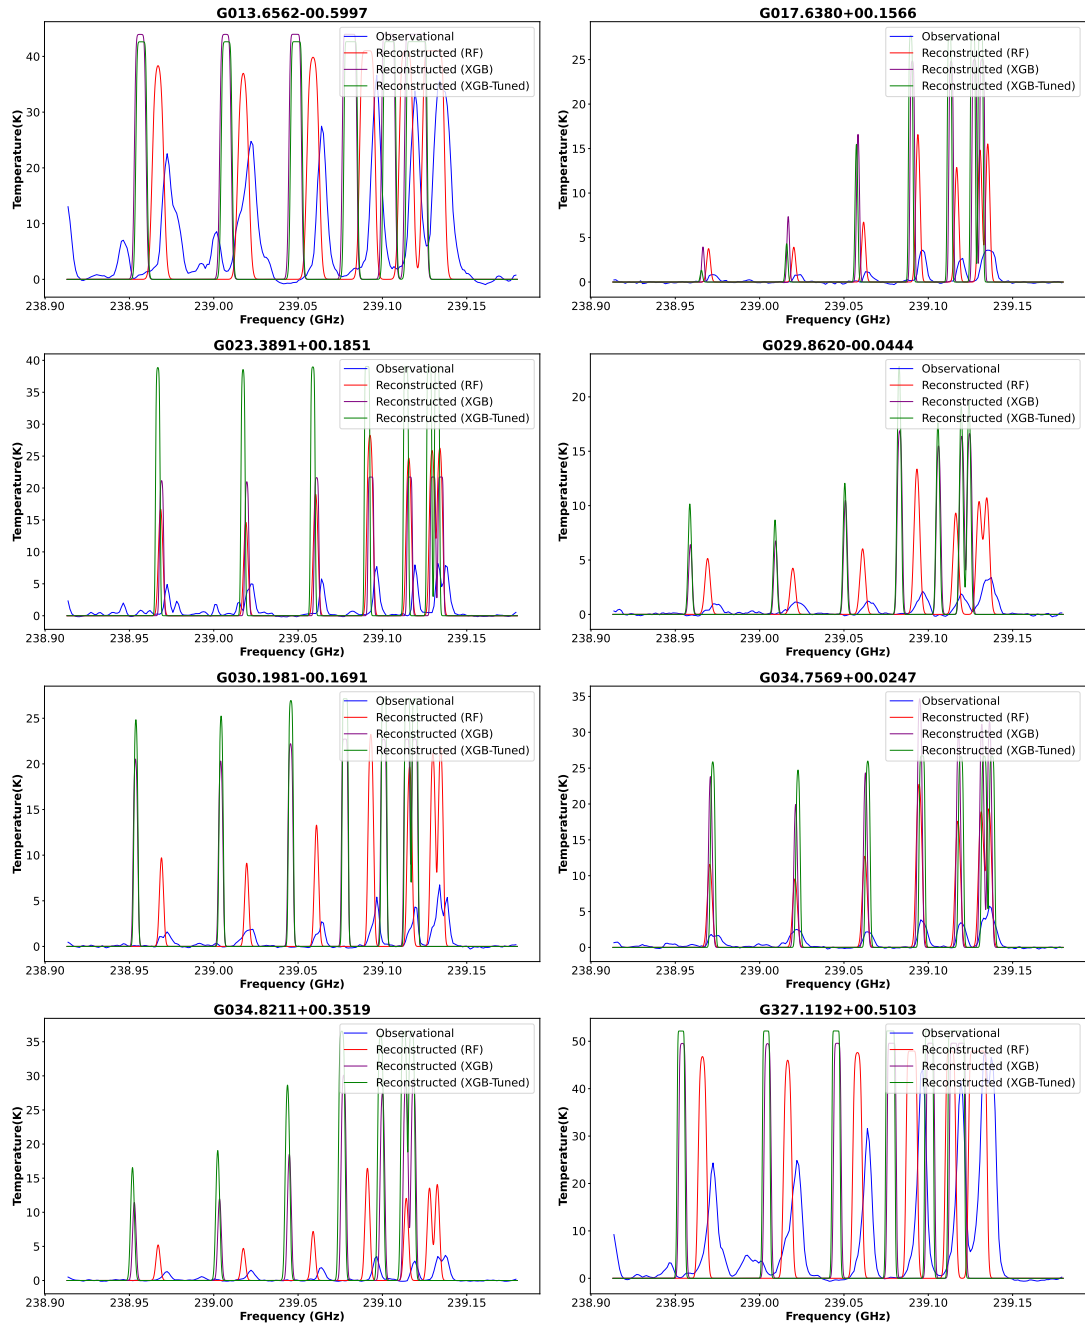 G013.6562-00.5997
Temperature(K)
40
30
20
10
0
238.90
238.95
239.00
239.05
239.10
239.15
Frequency (GHz)
Observational
Reconstructed (RF)
Reconstructed (XGB)
Reconstructed (XGB-Tuned)
G017.6380+00.1566
Temperature(K)
25
20
15
10
5
0
238.90
238.95
239.00
239.05
239.10
239.15
Frequency (GHz)
Observational
Reconstructed (RF)
Reconstructed (XGB)
Reconstructed (XGB-Tuned)
G023.3891+00.1851
Temperature(K)
40
35
30
25
20
15
10
5
0
238.90
238.95
239.00
239.05
239.10
239.15
Frequency (GHz)
Observational
Reconstructed (RF)
Reconstructed (XGB)
Reconstructed (XGB-Tuned)
G029.8620-00.0444
Temperature(K)
20
15
10
5
0
238.90
238.95
239.00
239.05
239.10
239.15
Frequency (GHz)
Observational
Reconstructed (RF)
Reconstructed (XGB)
Reconstructed (XGB-Tuned)
G030.1981-00.1691
Temperature(K)
25
20
15
10
5
0
238.90
238.95
239.00
239.05
239.10
239.15
Frequency (GHz)
Observational
Reconstructed (RF)
Reconstructed (XGB)
Reconstructed (XGB-Tuned)
G034.7569+00.0247
Temperature(K)
35
30
25
20
15
10
5
0
238.90
238.95
239.00
239.05
239.10
239.15
Frequency (GHz)
Observational
Reconstructed (RF)
Reconstructed (XGB)
Reconstructed (XGB-Tuned)
G034.8211+00.3519
Temperature(K)
35
30
25
20
15
10
5
0
238.90
238.95
239.00
239.05
239.10
239.15
Frequency (GHz)
Observational
Reconstructed (RF)
Reconstructed (XGB)
Reconstructed (XGB-Tuned)
G327.1192+00.5103
Temperature(K)
50
40
30
20
10
0
238.90
238.95
239.00
239.05
239.10
239.15
Frequency (GHz)
Observational
Reconstructed (RF)
Reconstructed (XGB)
Reconstructed (XGB-Tuned)